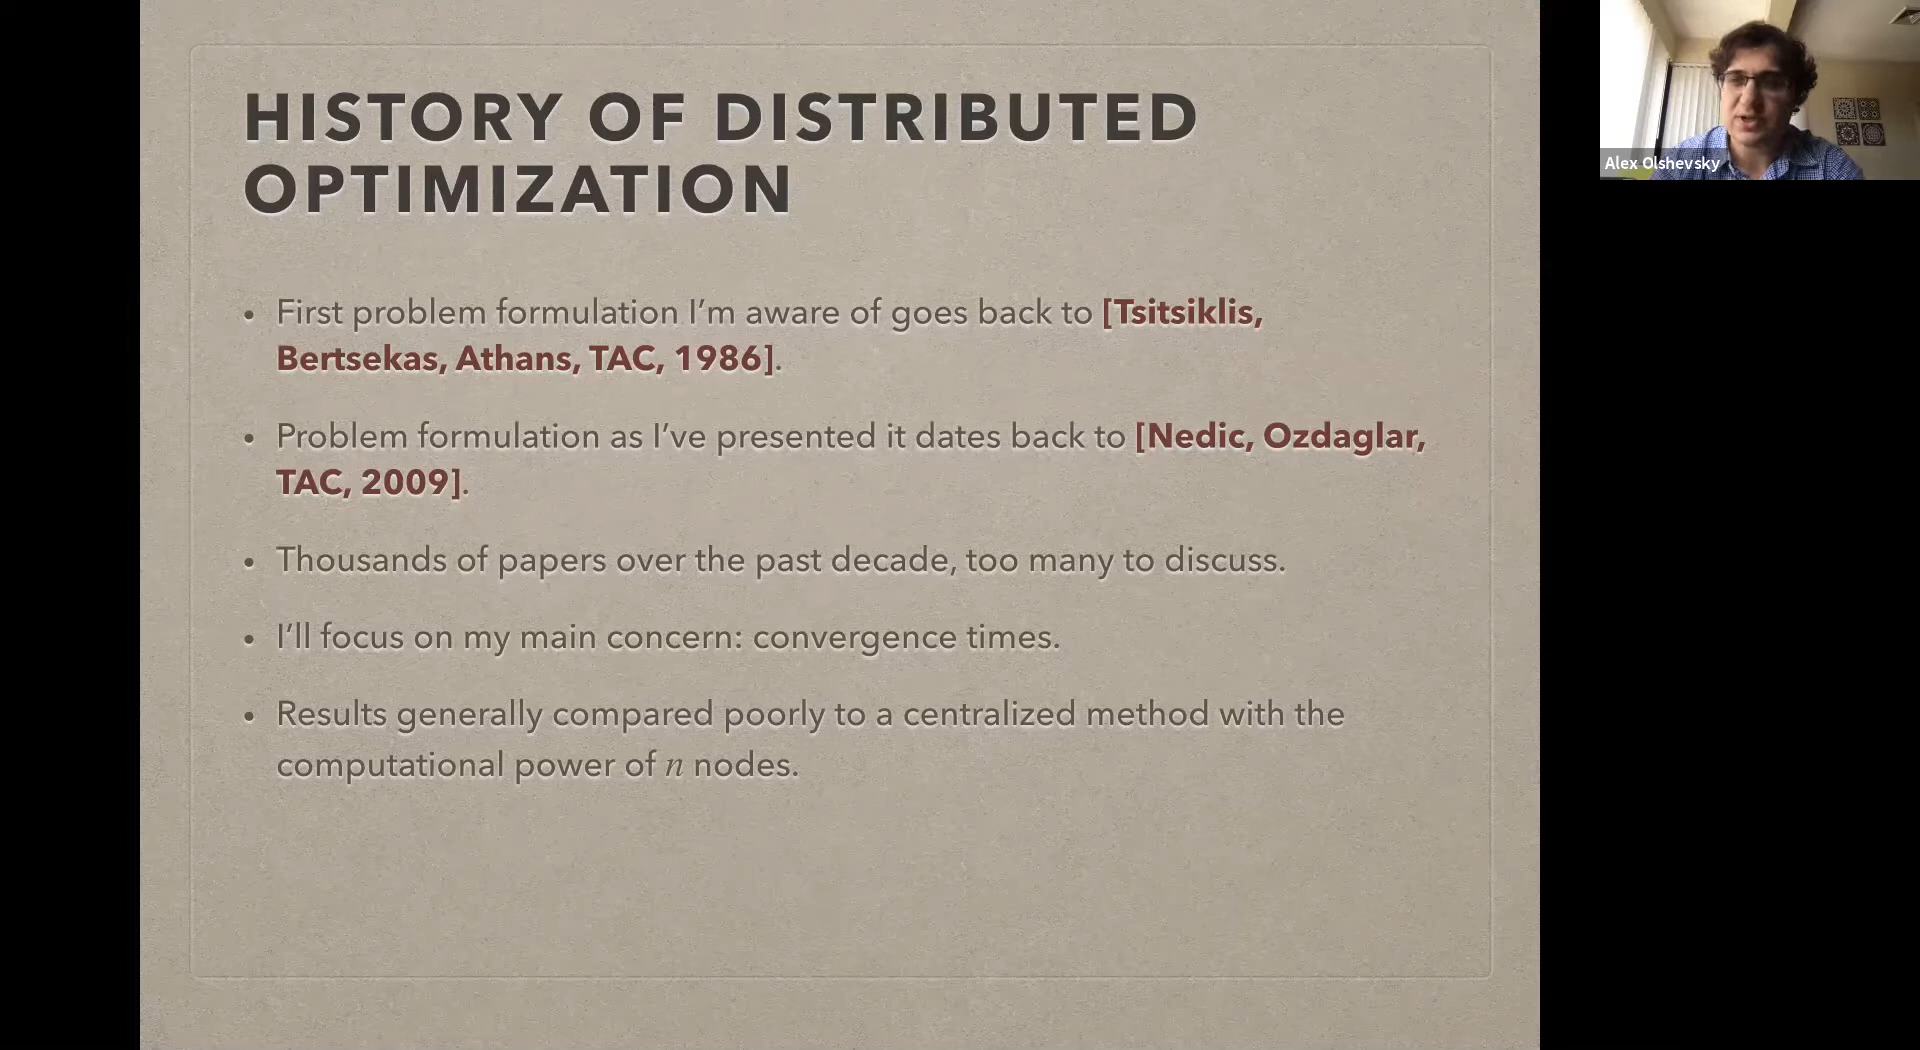 HISTORY OF DISTRIBUTED
OPTIMIZATION
• First problem formulation I’m aware of goes back to [Tsitsiklis,
Bertsekas, Athans, TAC, 1986].
• Problem formulation as I’ve presented it dates back to [Nedic, Ozdaglar,
TAC, 2009].
• Thousands of papers over the past decade, too many to discuss.
• I’ll focus on my main concern: convergence times.
• Results generally compared poorly to a centralized method with the
computational power of n nodes.
Alex Olshevsky